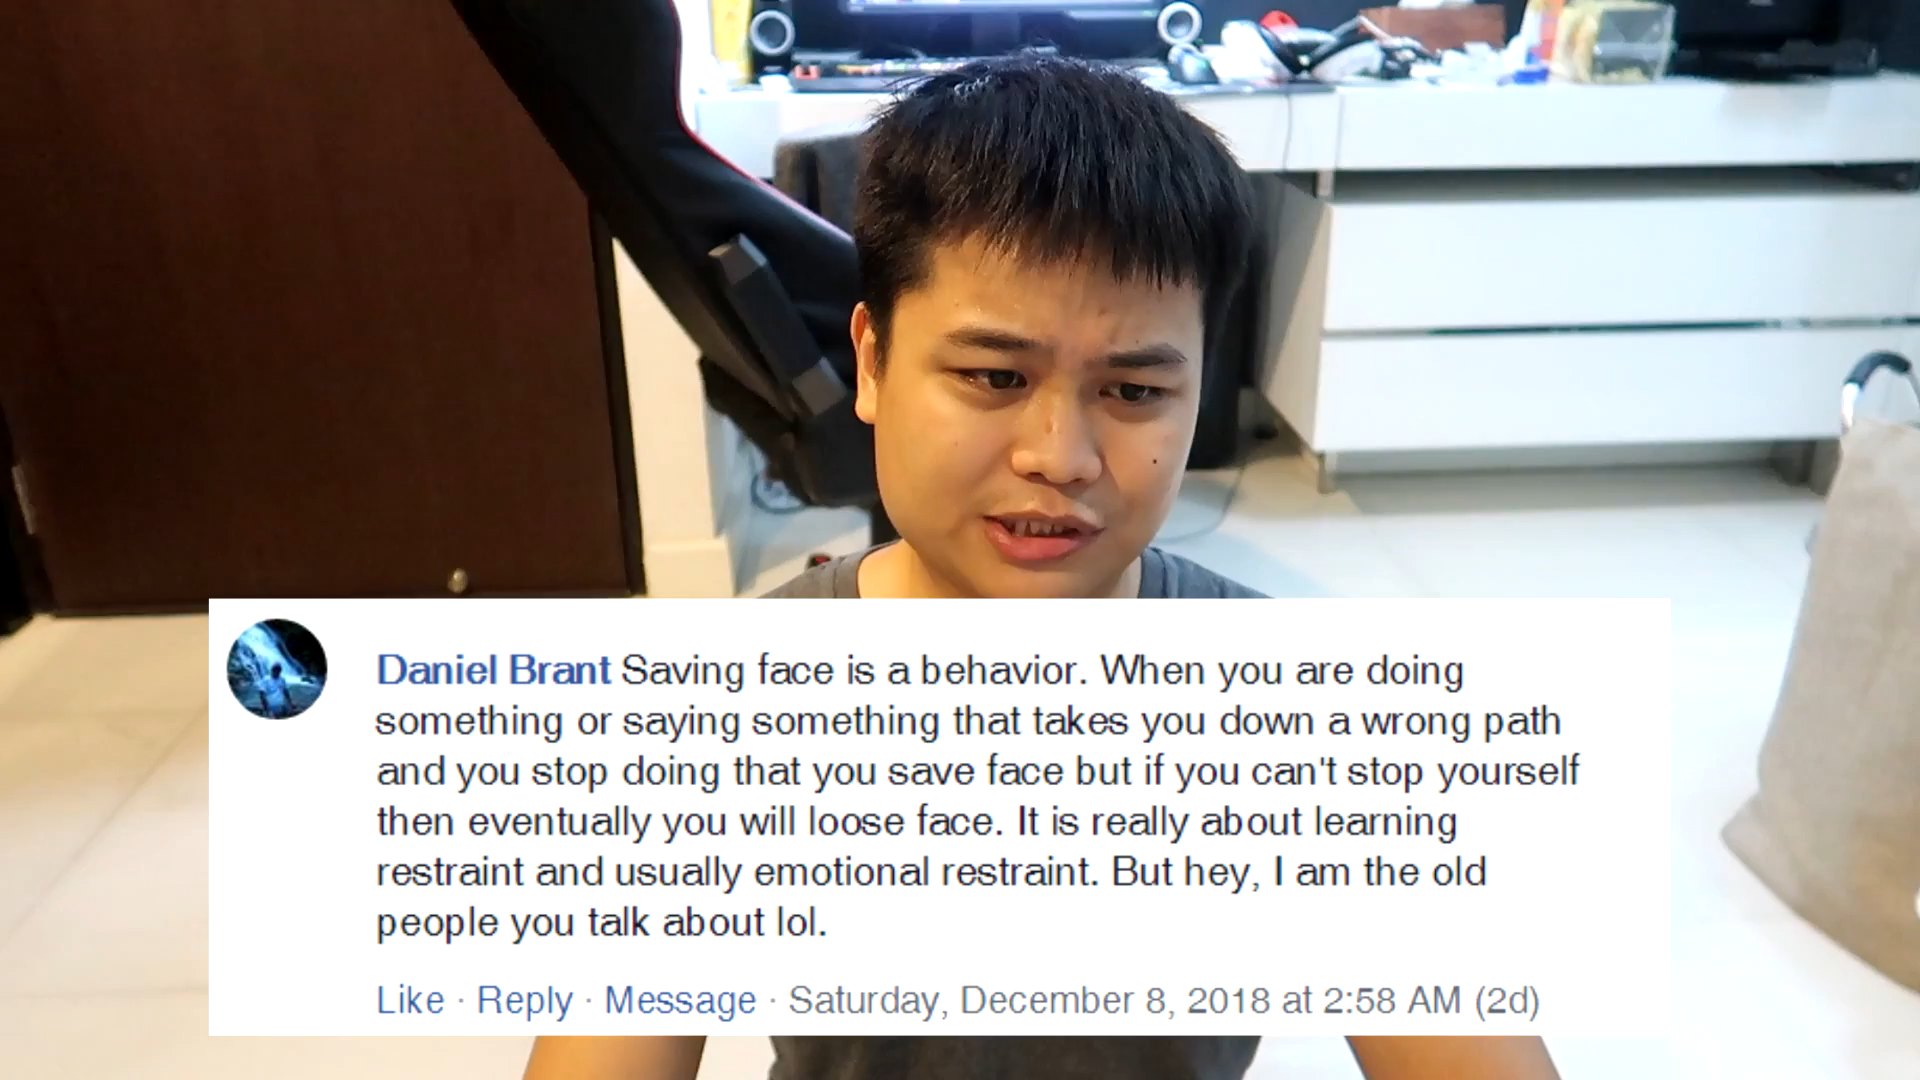 Daniel Brant Saving face is a behavior. When you are doing
something or saying something that takes you down a wrong path
and you stop doing that you save face but if you can't stop yourself
then eventually you will loose face. It is really about learning
restraint and usually emotional restraint. But hey, I am the old
people you talk about lol.
Like · Reply · Message · Saturday, December 8, 2018 at 2:58 AM (2d)